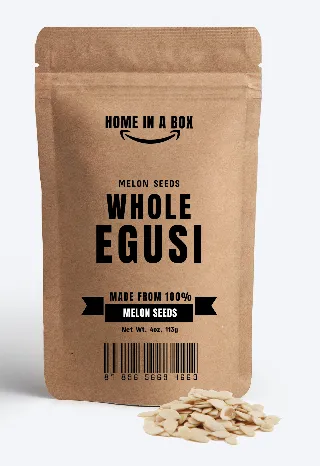 HOME IN A BOX
MELON SEEDS
WHOLE
EGUSI
MADE FROM 100%
MELON SEEDS
Net Wt. 4oz, 113g